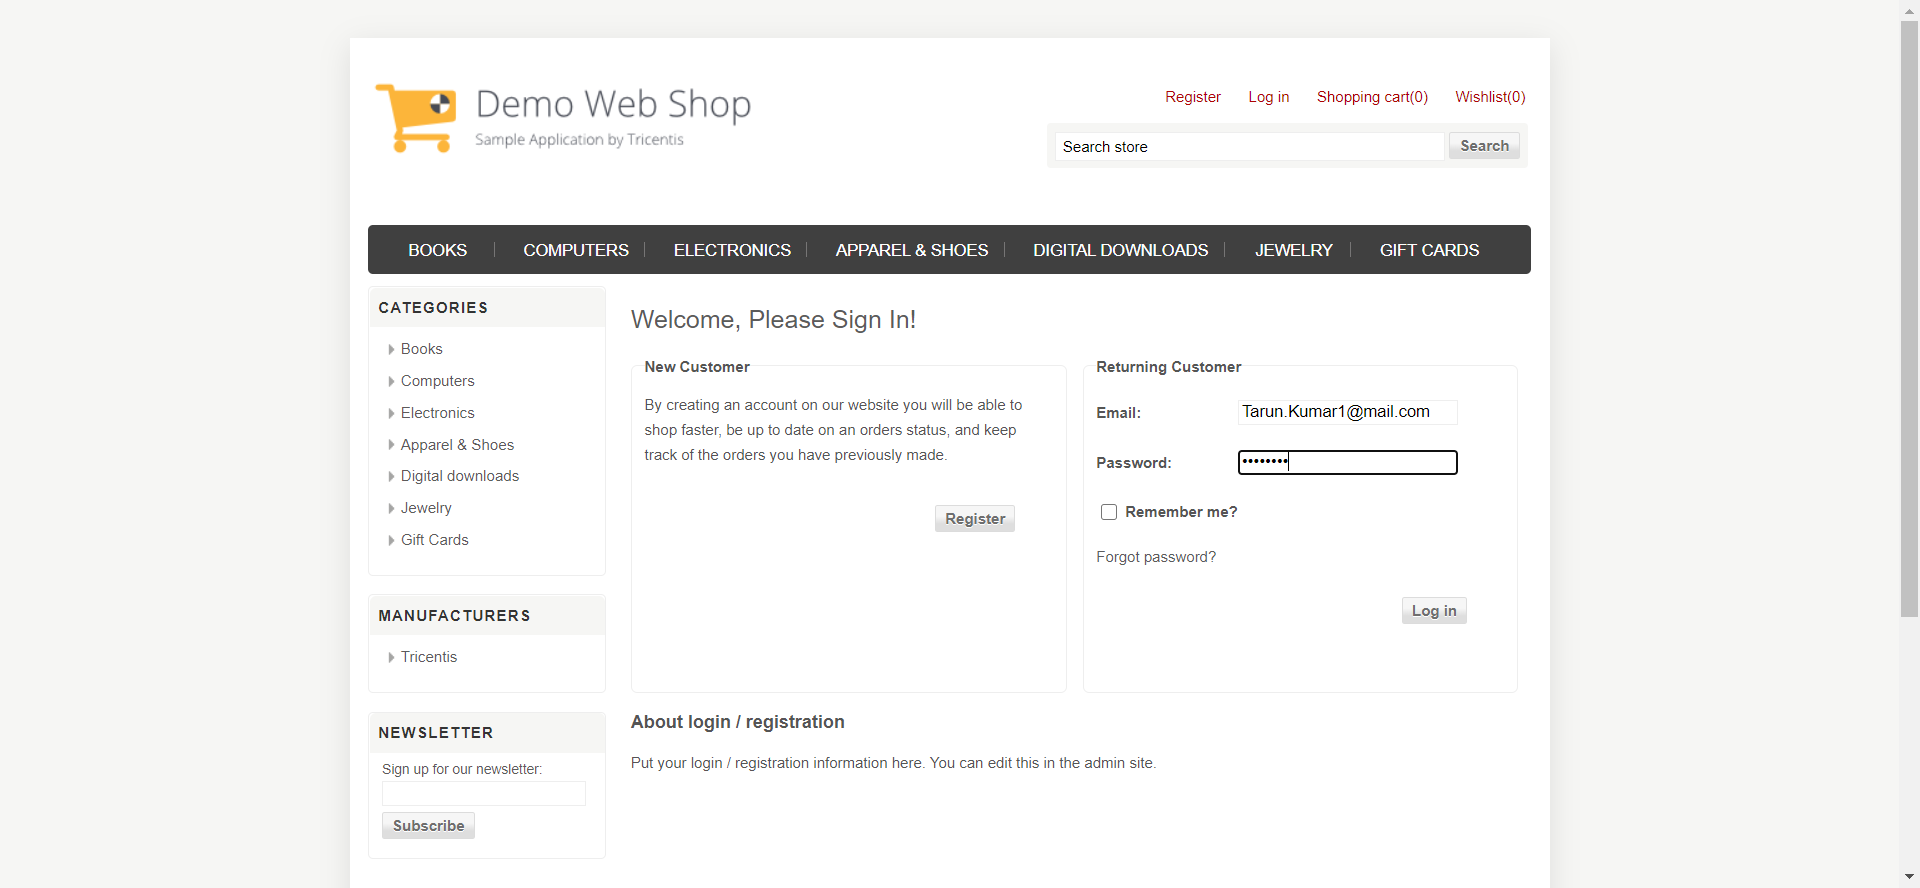 Demo Web Shop
Sample Application by Tricentis
Register Log in Shopping cart(0) Wishlist(0)
Search store Search
BOOKS COMPUTERS ELECTRONICS APPAREL & SHOES DIGITAL DOWNLOADS JEWELRY GIFT CARDS
CATEGORIES
Books
Computers
Electronics
Apparel & Shoes
Digital downloads
Jewelry
Gift Cards
MANUFACTURERS
Tricentis
NEWSLETTER
Sign up for our newsletter:
Subscribe
Welcome, Please Sign In!
New Customer
By creating an account on our website you will be able to
shop faster, be up to date on an orders status, and keep
track of the orders you have previously made.
Register
Returning Customer
Email: Tarun.Kumar1@mail.com
Password: ••••••••
Remember me?
Forgot password?
Log in
About login / registration
Put your login / registration information here. You can edit this in the admin site.